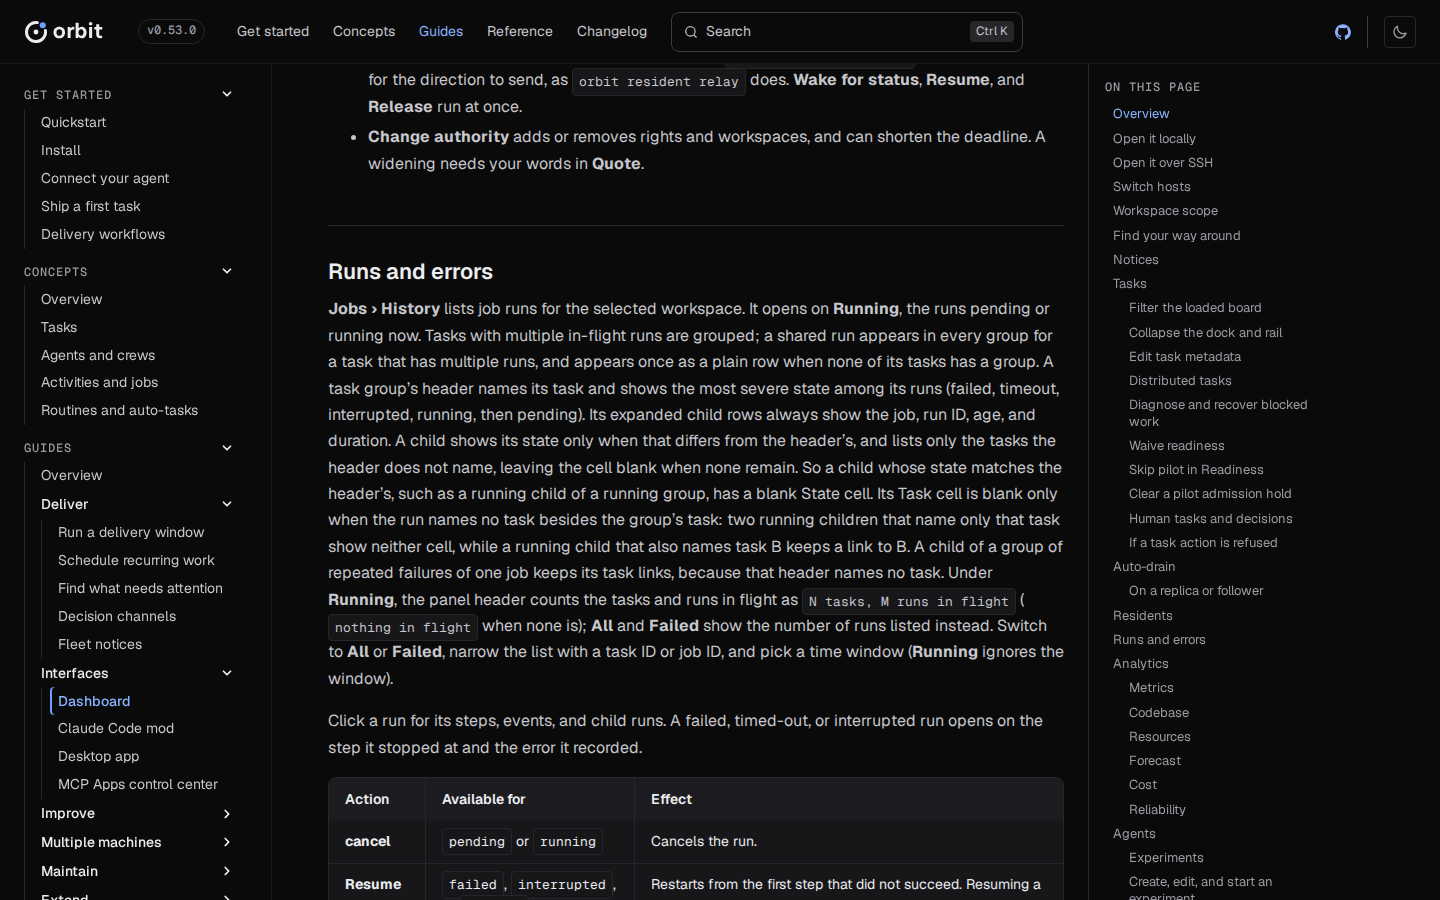 orbit
v0.53.0
Get started
Concepts
Guides
Reference
Changelog
Search
Ctrl K
GET STARTED
Quickstart
Install
Connect your agent
Ship a first task
Delivery workflows
CONCEPTS
Overview
Tasks
Agents and crews
Activities and jobs
Routines and auto-tasks
GUIDES
Overview
Deliver
Run a delivery window
Schedule recurring work
Find what needs attention
Decision channels
Fleet notices
Interfaces
Dashboard
Claude Code mod
Desktop app
MCP Apps control center
Improve
Multiple machines
Maintain
Extend
for the direction to send, as orbit resident relay does. Wake for status, Resume, and
Release run at once.
• Change authority adds or removes rights and workspaces, and can shorten the deadline. A
widening needs your words in Quote.
Runs and errors
Jobs › History lists job runs for the selected workspace. It opens on Running, the runs pending or
running now. Tasks with multiple in-flight runs are grouped; a shared run appears in every group for
a task that has multiple runs, and appears once as a plain row when none of its tasks has a group. A
task group’s header names its task and shows the most severe state among its runs (failed, timeout,
interrupted, running, then pending). Its expanded child rows always show the job, run ID, age, and
duration. A child shows its state only when that differs from the header’s, and lists only the tasks the
header does not name, leaving the cell blank when none remain. So a child whose state matches the
header’s, such as a running child of a running group, has a blank State cell. Its Task cell is blank only
when the run names no task besides the group’s task: two running children that name only that task
show neither cell, while a running child that also names task B keeps a link to B. A child of a group of
repeated failures of one job keeps its task links, because that header names no task. Under
Running, the panel header counts the tasks and runs in flight as N tasks, M runs in flight (
nothing in flight when none is); All and Failed show the number of runs listed instead. Switch
to All or Failed, narrow the list with a task ID or job ID, and pick a time window (Running ignores the
window).
Click a run for its steps, events, and child runs. A failed, timed-out, or interrupted run opens on the
step it stopped at and the error it recorded.
Action Available for Effect
cancel pending or running Cancels the run.
Resume failed, interrupted, Restarts from the first step that did not succeed. Resuming a
ON THIS PAGE
Overview
Open it locally
Open it over SSH
Switch hosts
Workspace scope
Find your way around
Notices
Tasks
Filter the loaded board
Collapse the dock and rail
Edit task metadata
Distributed tasks
Diagnose and recover blocked
work
Waive readiness
Skip pilot in Readiness
Clear a pilot admission hold
Human tasks and decisions
If a task action is refused
Auto-drain
On a replica or follower
Residents
Runs and errors
Analytics
Metrics
Codebase
Resources
Forecast
Cost
Reliability
Agents
Experiments
Create, edit, and start an
experiment